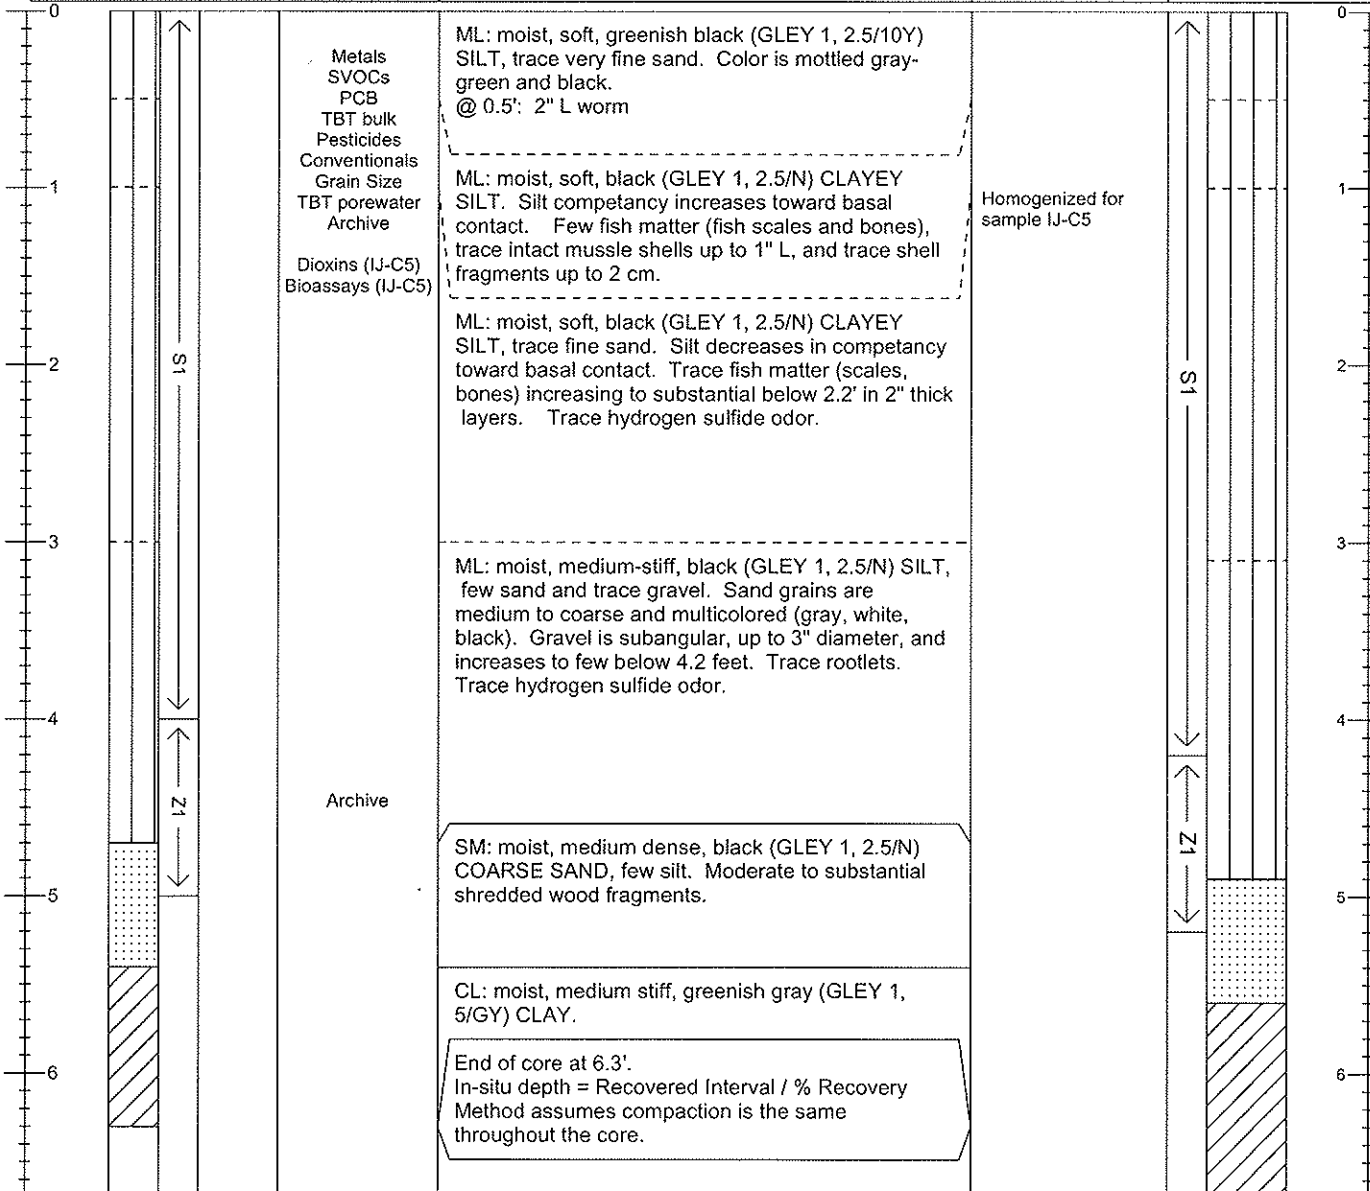 0
0
ML: moist, soft, greenish black (GLEY 1, 2.5/10Y)
SILT, trace very fine sand. Color is mottled gray-
green and black.
@ 0.5': 2" L worm
Metals
SVOCs
PCB
TBT bulk
Pesticides
Conventionals
Grain Size
TBT porewater
Archive
Dioxins (IJ-C5)
Bioassays (IJ-C5)
1
ML: moist, soft, black (GLEY 1, 2.5/N) CLAYEY
SILT. Silt competancy increases toward basal
contact. Few fish matter (fish scales and bones),
trace intact mussle shells up to 1" L, and trace shell
fragments up to 2 cm.
Homogenized for
sample IJ-C5
1
ML: moist, soft, black (GLEY 1, 2.5/N) CLAYEY
SILT, trace fine sand. Silt decreases in competancy
toward basal contact. Trace fish matter (scales,
bones) increasing to substantial below 2.2' in 2" thick
layers. Trace hydrogen sulfide odor.
2
S1
S1
2
3
3
ML: moist, medium-stiff, black (GLEY 1, 2.5/N) SILT,
few sand and trace gravel. Sand grains are
medium to coarse and multicolored (gray, white,
black). Gravel is subangular, up to 3" diameter, and
increases to few below 4.2 feet. Trace rootlets.
Trace hydrogen sulfide odor.
4
4
Z1
Archive
Z1
SM: moist, medium dense, black (GLEY 1, 2.5/N)
COARSE SAND, few silt. Moderate to substantial
shredded wood fragments.
5
5
CL: moist, medium stiff, greenish gray (GLEY 1,
5/GY) CLAY.
6
End of core at 6.3'.
In-situ depth = Recovered Interval / % Recovery
Method assumes compaction is the same
throughout the core.
6